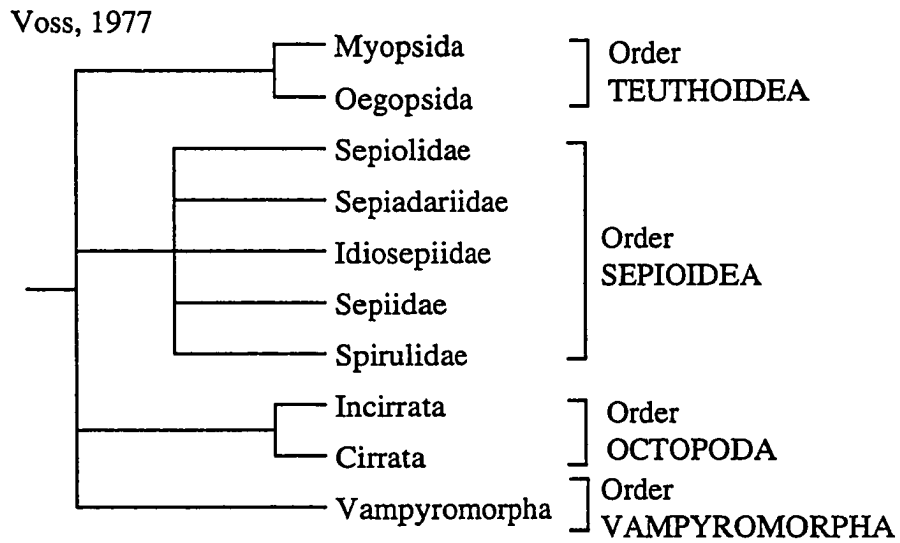 Voss, 1977
Myopsida
Oegopsida
Order
TEUTHOIDEA
Sepiolidae
Sepiadariidae
Idiosepiidae
Sepiidae
Spirulidae
Order
SEPIOIDEA
Incirrata
Cirrata
Order
OCTOPODA
Vampyromorpha
Order
VAMPYROMORPHA